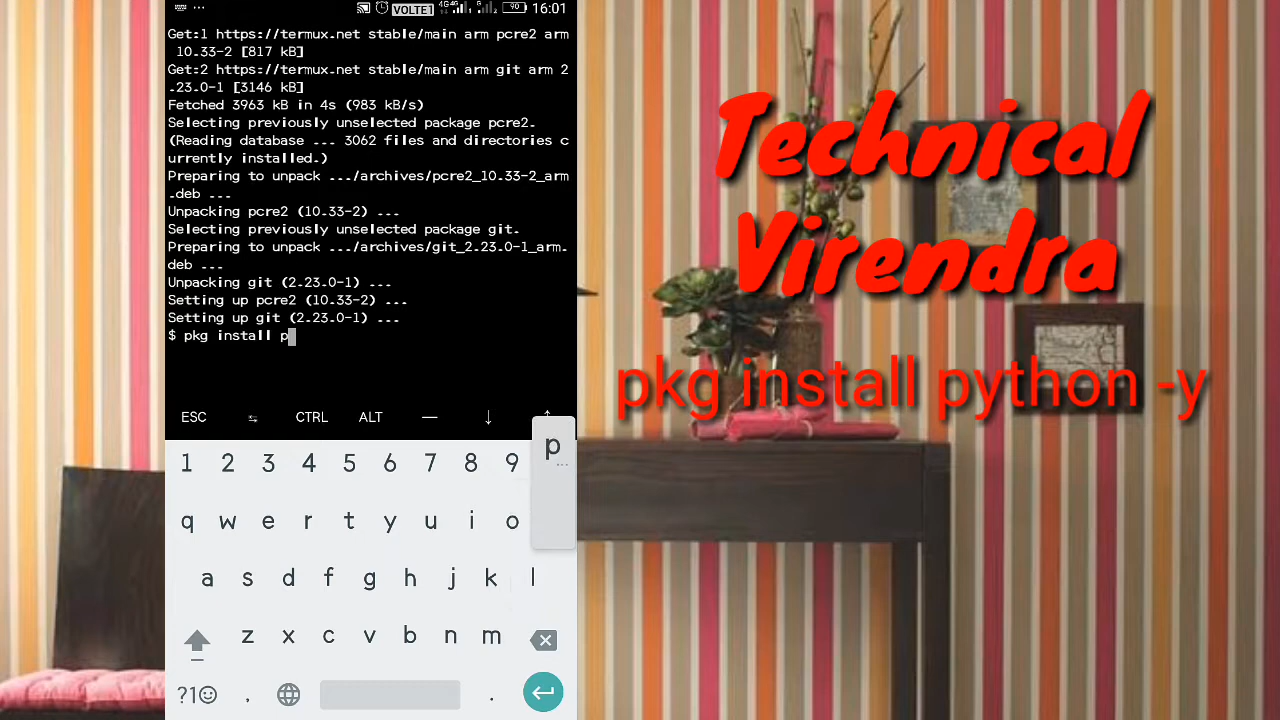 VOLTE1 4G 4G G 90 16:01
Get:1 https://termux.net stable/main arm pcre2 arm
10.33-2 [817 kB]
Get:2 https://termux.net stable/main arm git arm 2
.23.0-1 [3146 kB]
Fetched 3963 kB in 4s (983 kB/s)
Selecting previously unselected package pcre2.
(Reading database ... 3062 files and directories c
urrently installed.)
Preparing to unpack .../archives/pcre2_10.33-2_arm
.deb ...
Unpacking pcre2 (10.33-2) ...
Selecting previously unselected package git.
Preparing to unpack .../archives/git_2.23.0-1_arm.
deb ...
Unpacking git (2.23.0-1) ...
Setting up pcre2 (10.33-2) ...
Setting up git (2.23.0-1) ...
$ pkg install p
ESC ⇆ CTRL ALT — ↓ ↑
p
...
1 2 3 4 5 6 7 8 9
q w e r t y u i o
a s d f g h j k l
z x c v b n m
?1☺ , .
Technical
Virendra
pkg install python -y